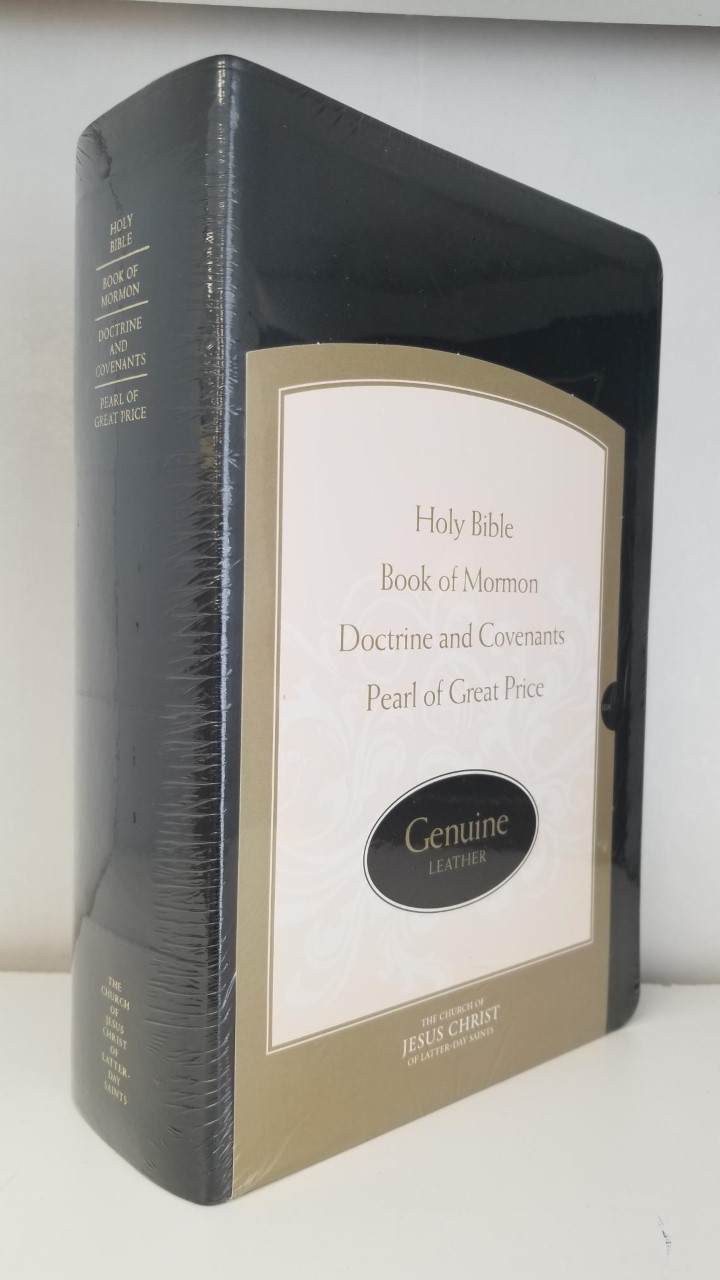 HOLY
BIBLE
BOOK OF
MORMON
DOCTRINE
AND
COVENANTS
PEARL OF
GREAT PRICE
THE
CHURCH
OF
JESUS
CHRIST
OF
LATTER-
DAY
SAINTS
Holy Bible
Book of Mormon
Doctrine and Covenants
Pearl of Great Price
Genuine
LEATHER
THE CHURCH OF
JESUS CHRIST
OF LATTER-DAY SAINTS